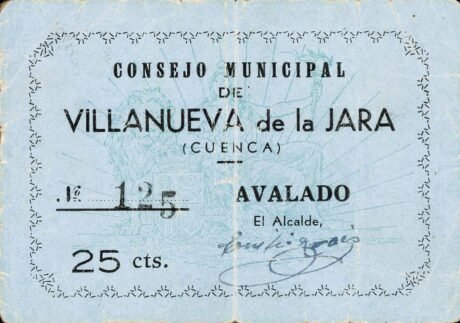 CONSEJO MUNICIPAL
DE
VILLANUEVA de la JARA
(CUENCA)
Nº 125 AVALADO
El Alcalde,
25 cts.